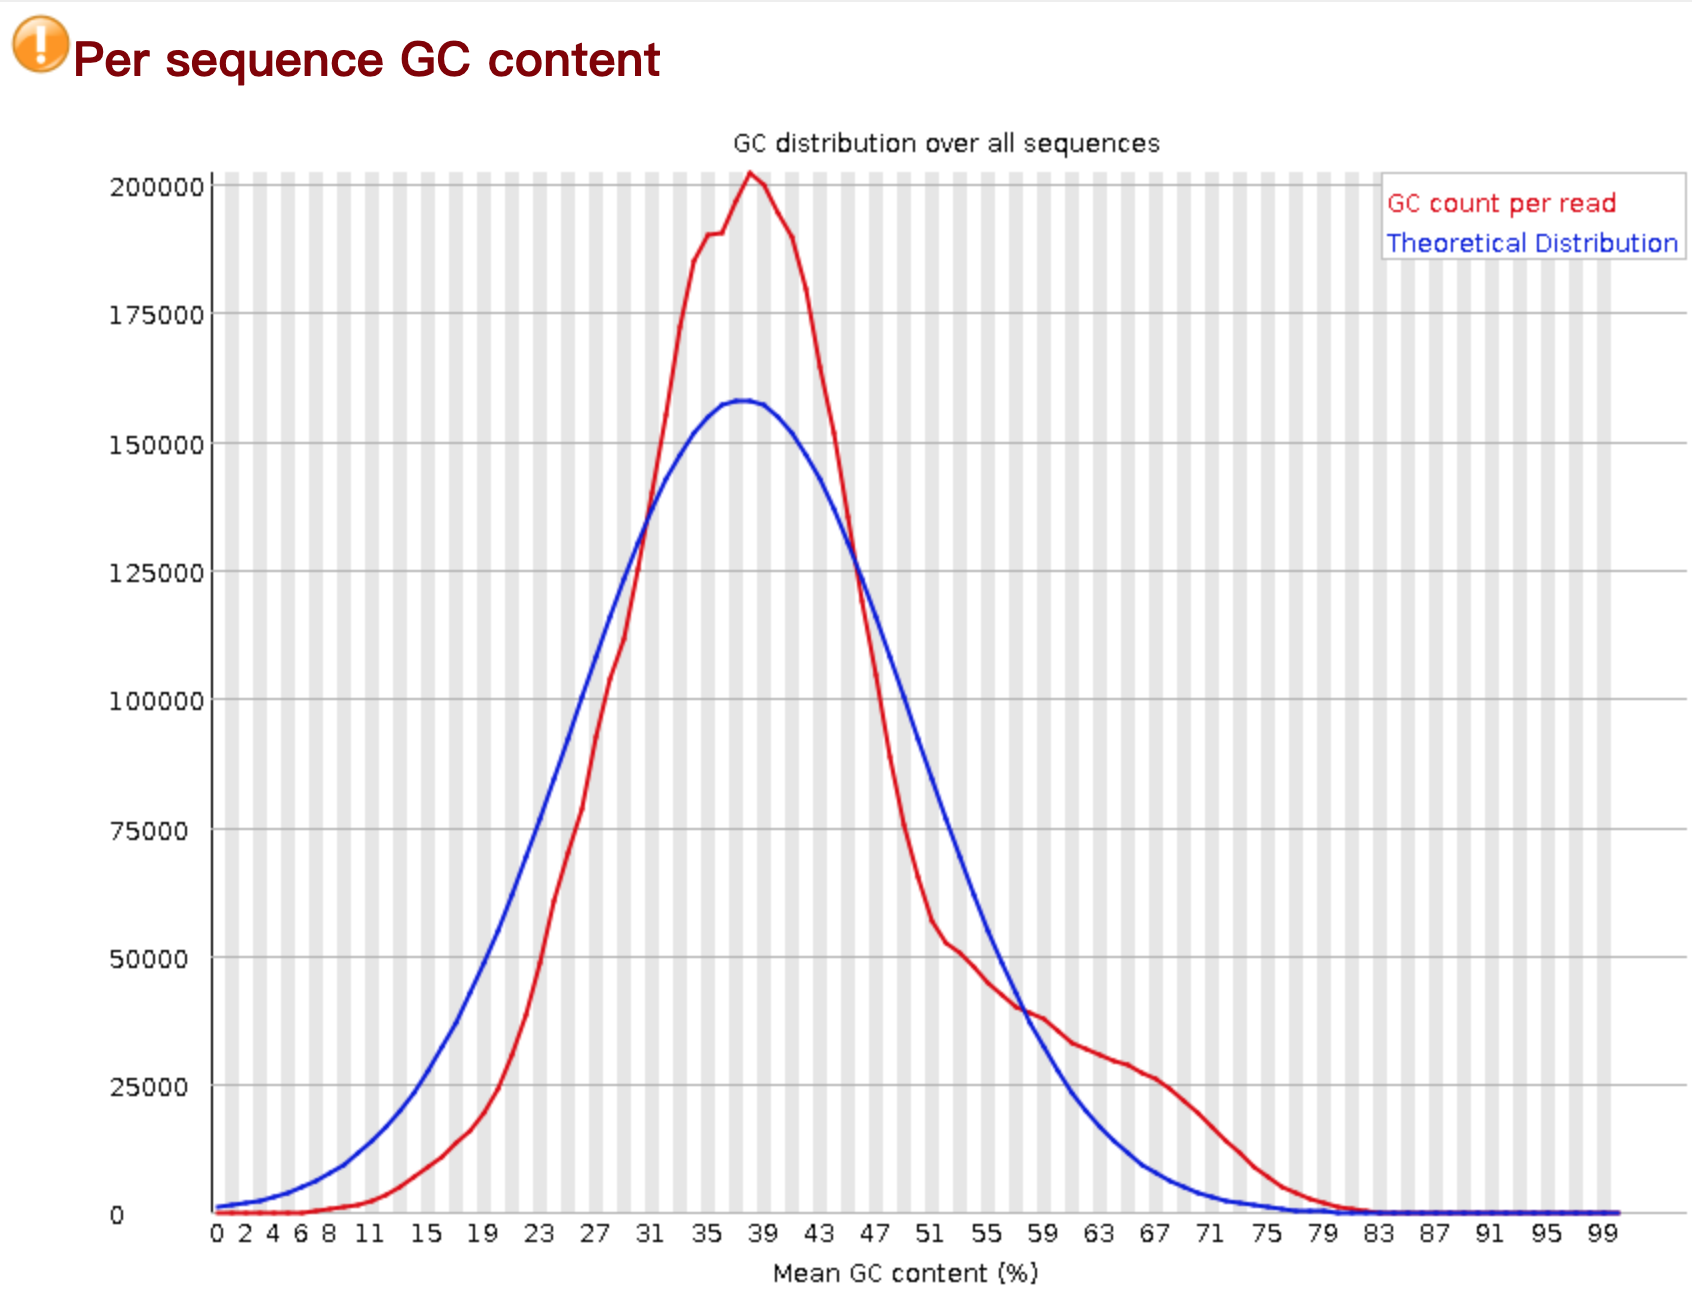 Per sequence GC content
GC distribution over all sequences
GC count per read
Theoretical Distribution
200000
175000
150000
125000
100000
75000
50000
25000
0
0 2 4 6 8 11 15 19 23 27 31 35 39 43 47 51 55 59 63 67 71 75 79 83 87 91 95 99
Mean GC content (%)